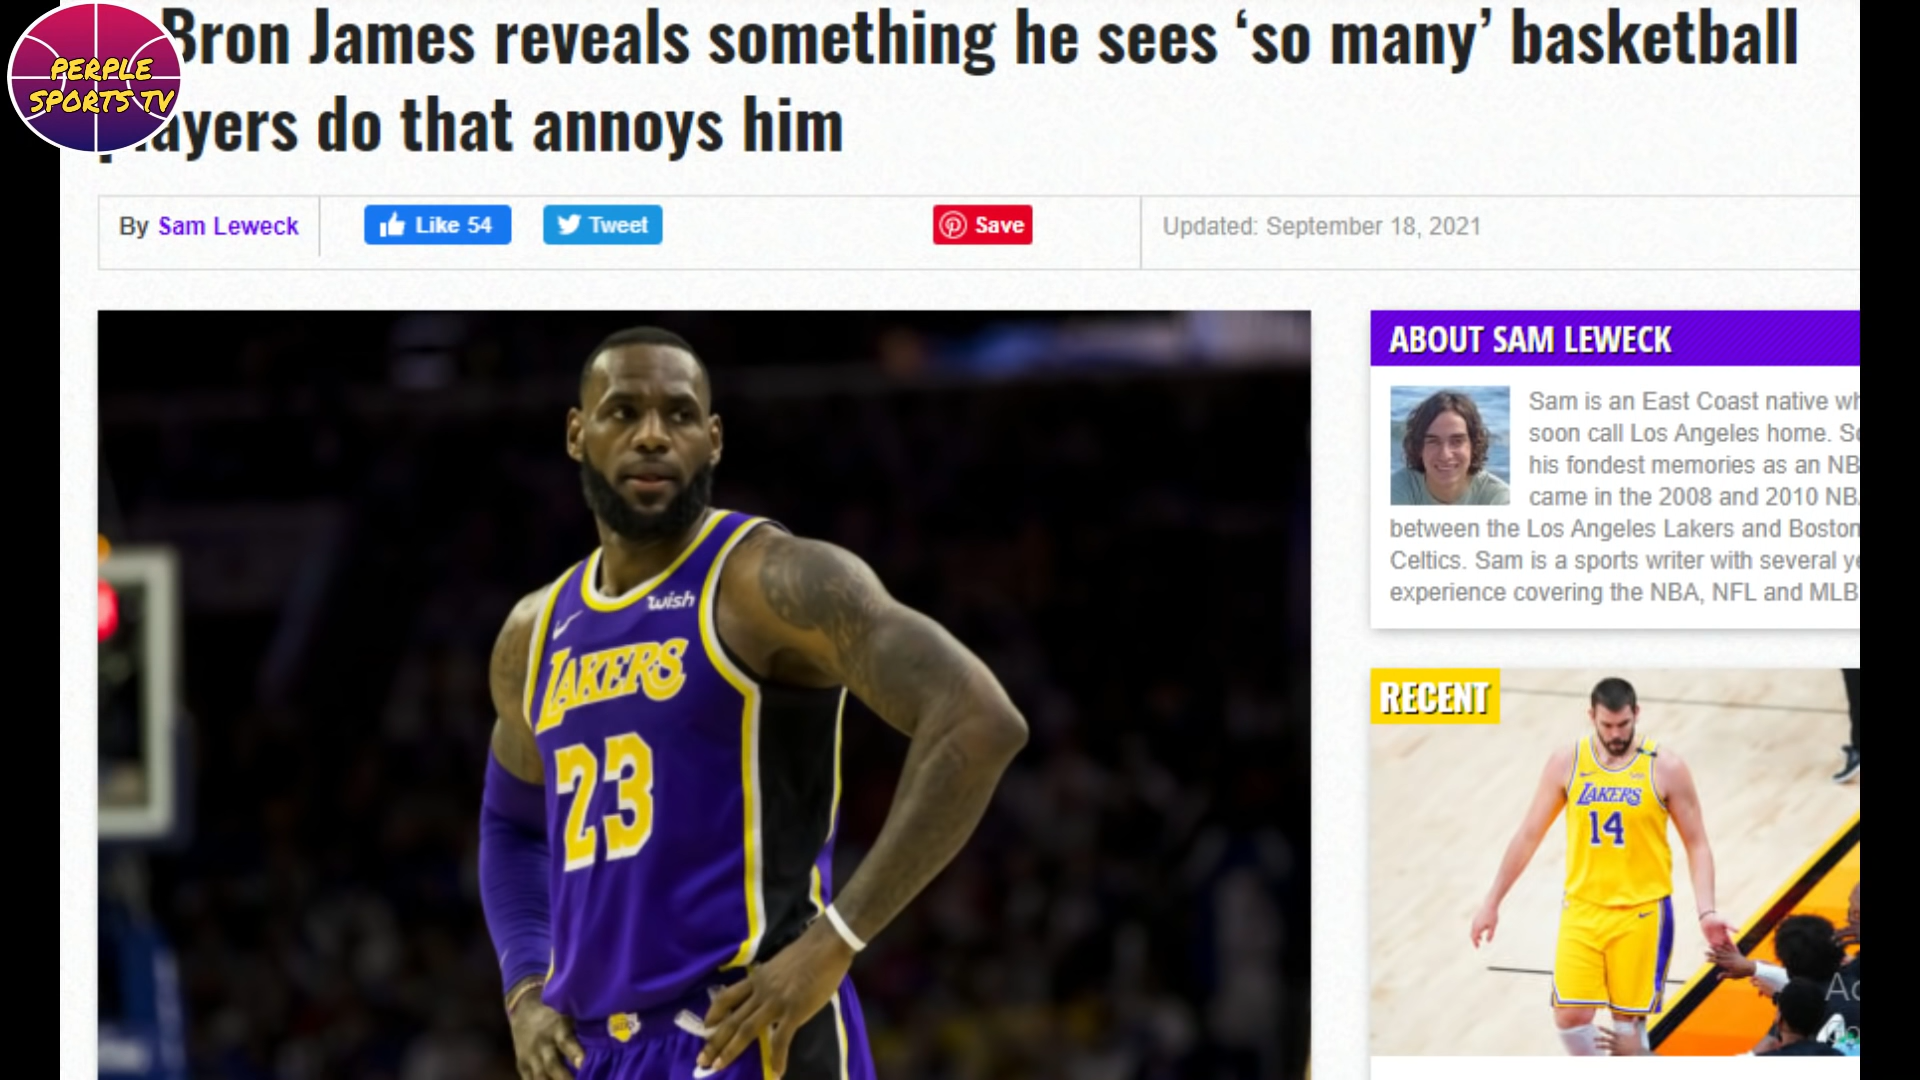 PERPLE
SPORTS TV
Bron James reveals something he sees ‘so many’ basketball
ayers do that annoys him
By Sam Leweck
Like 54
Tweet
Save
Updated: September 18, 2021
ABOUT SAM LEWECK
Sam is an East Coast native wh
soon call Los Angeles home. So
his fondest memories as an NB
came in the 2008 and 2010 NB
between the Los Angeles Lakers and Boston
Celtics. Sam is a sports writer with several ye
experience covering the NBA, NFL and MLB
wish
LAKERS
23
RECENT
LAKERS
14